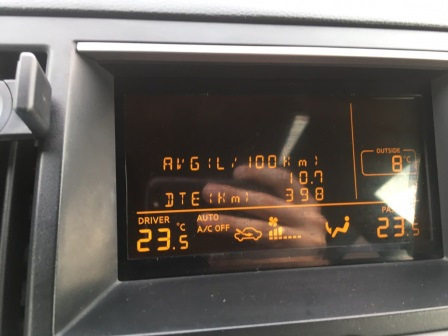 AVG(L/100Km)
10.7
DTE(Km) 398
OUTSIDE
8°C
DRIVER
23.5°C
AUTO
A/C OFF
23.5